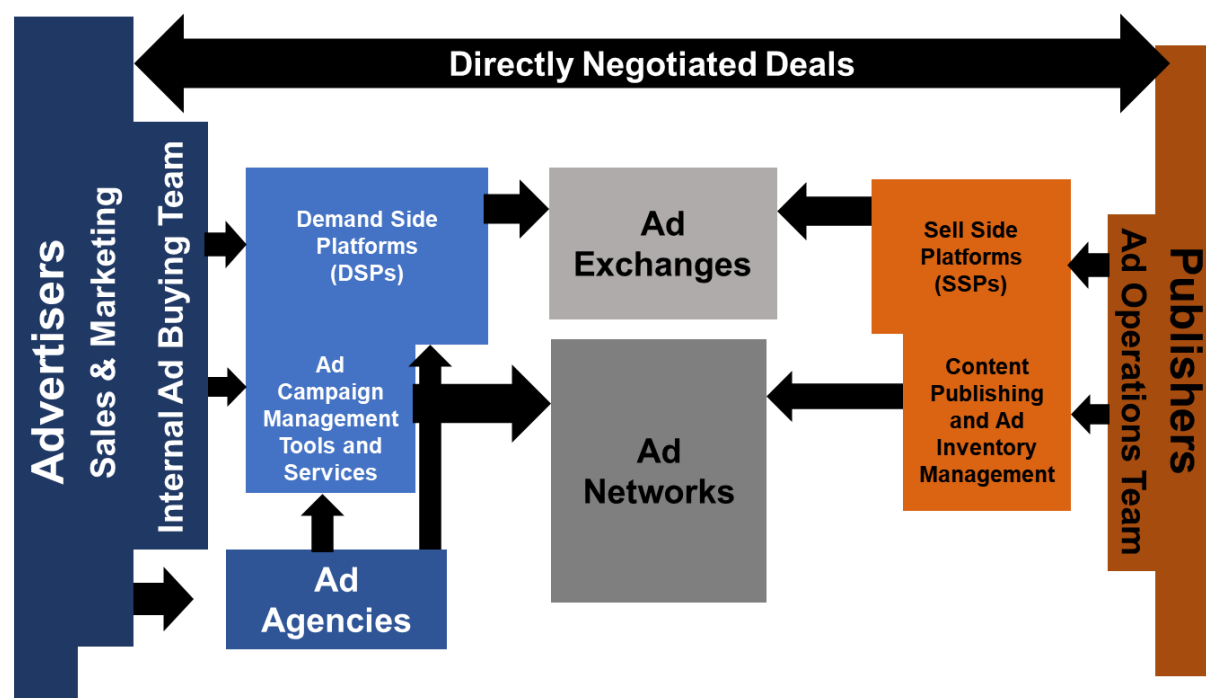 Directly Negotiated Deals
Advertisers
Sales & Marketing
Internal Ad Buying Team
Demand Side
Platforms
(DSPs)
Ad
Campaign
Management
Tools and
Services
Ad
Agencies
Ad
Exchanges
Ad
Networks
Sell Side
Platforms
(SSPs)
Content
Publishing
and Ad
Inventory
Management
Ad Operations Team
Publishers